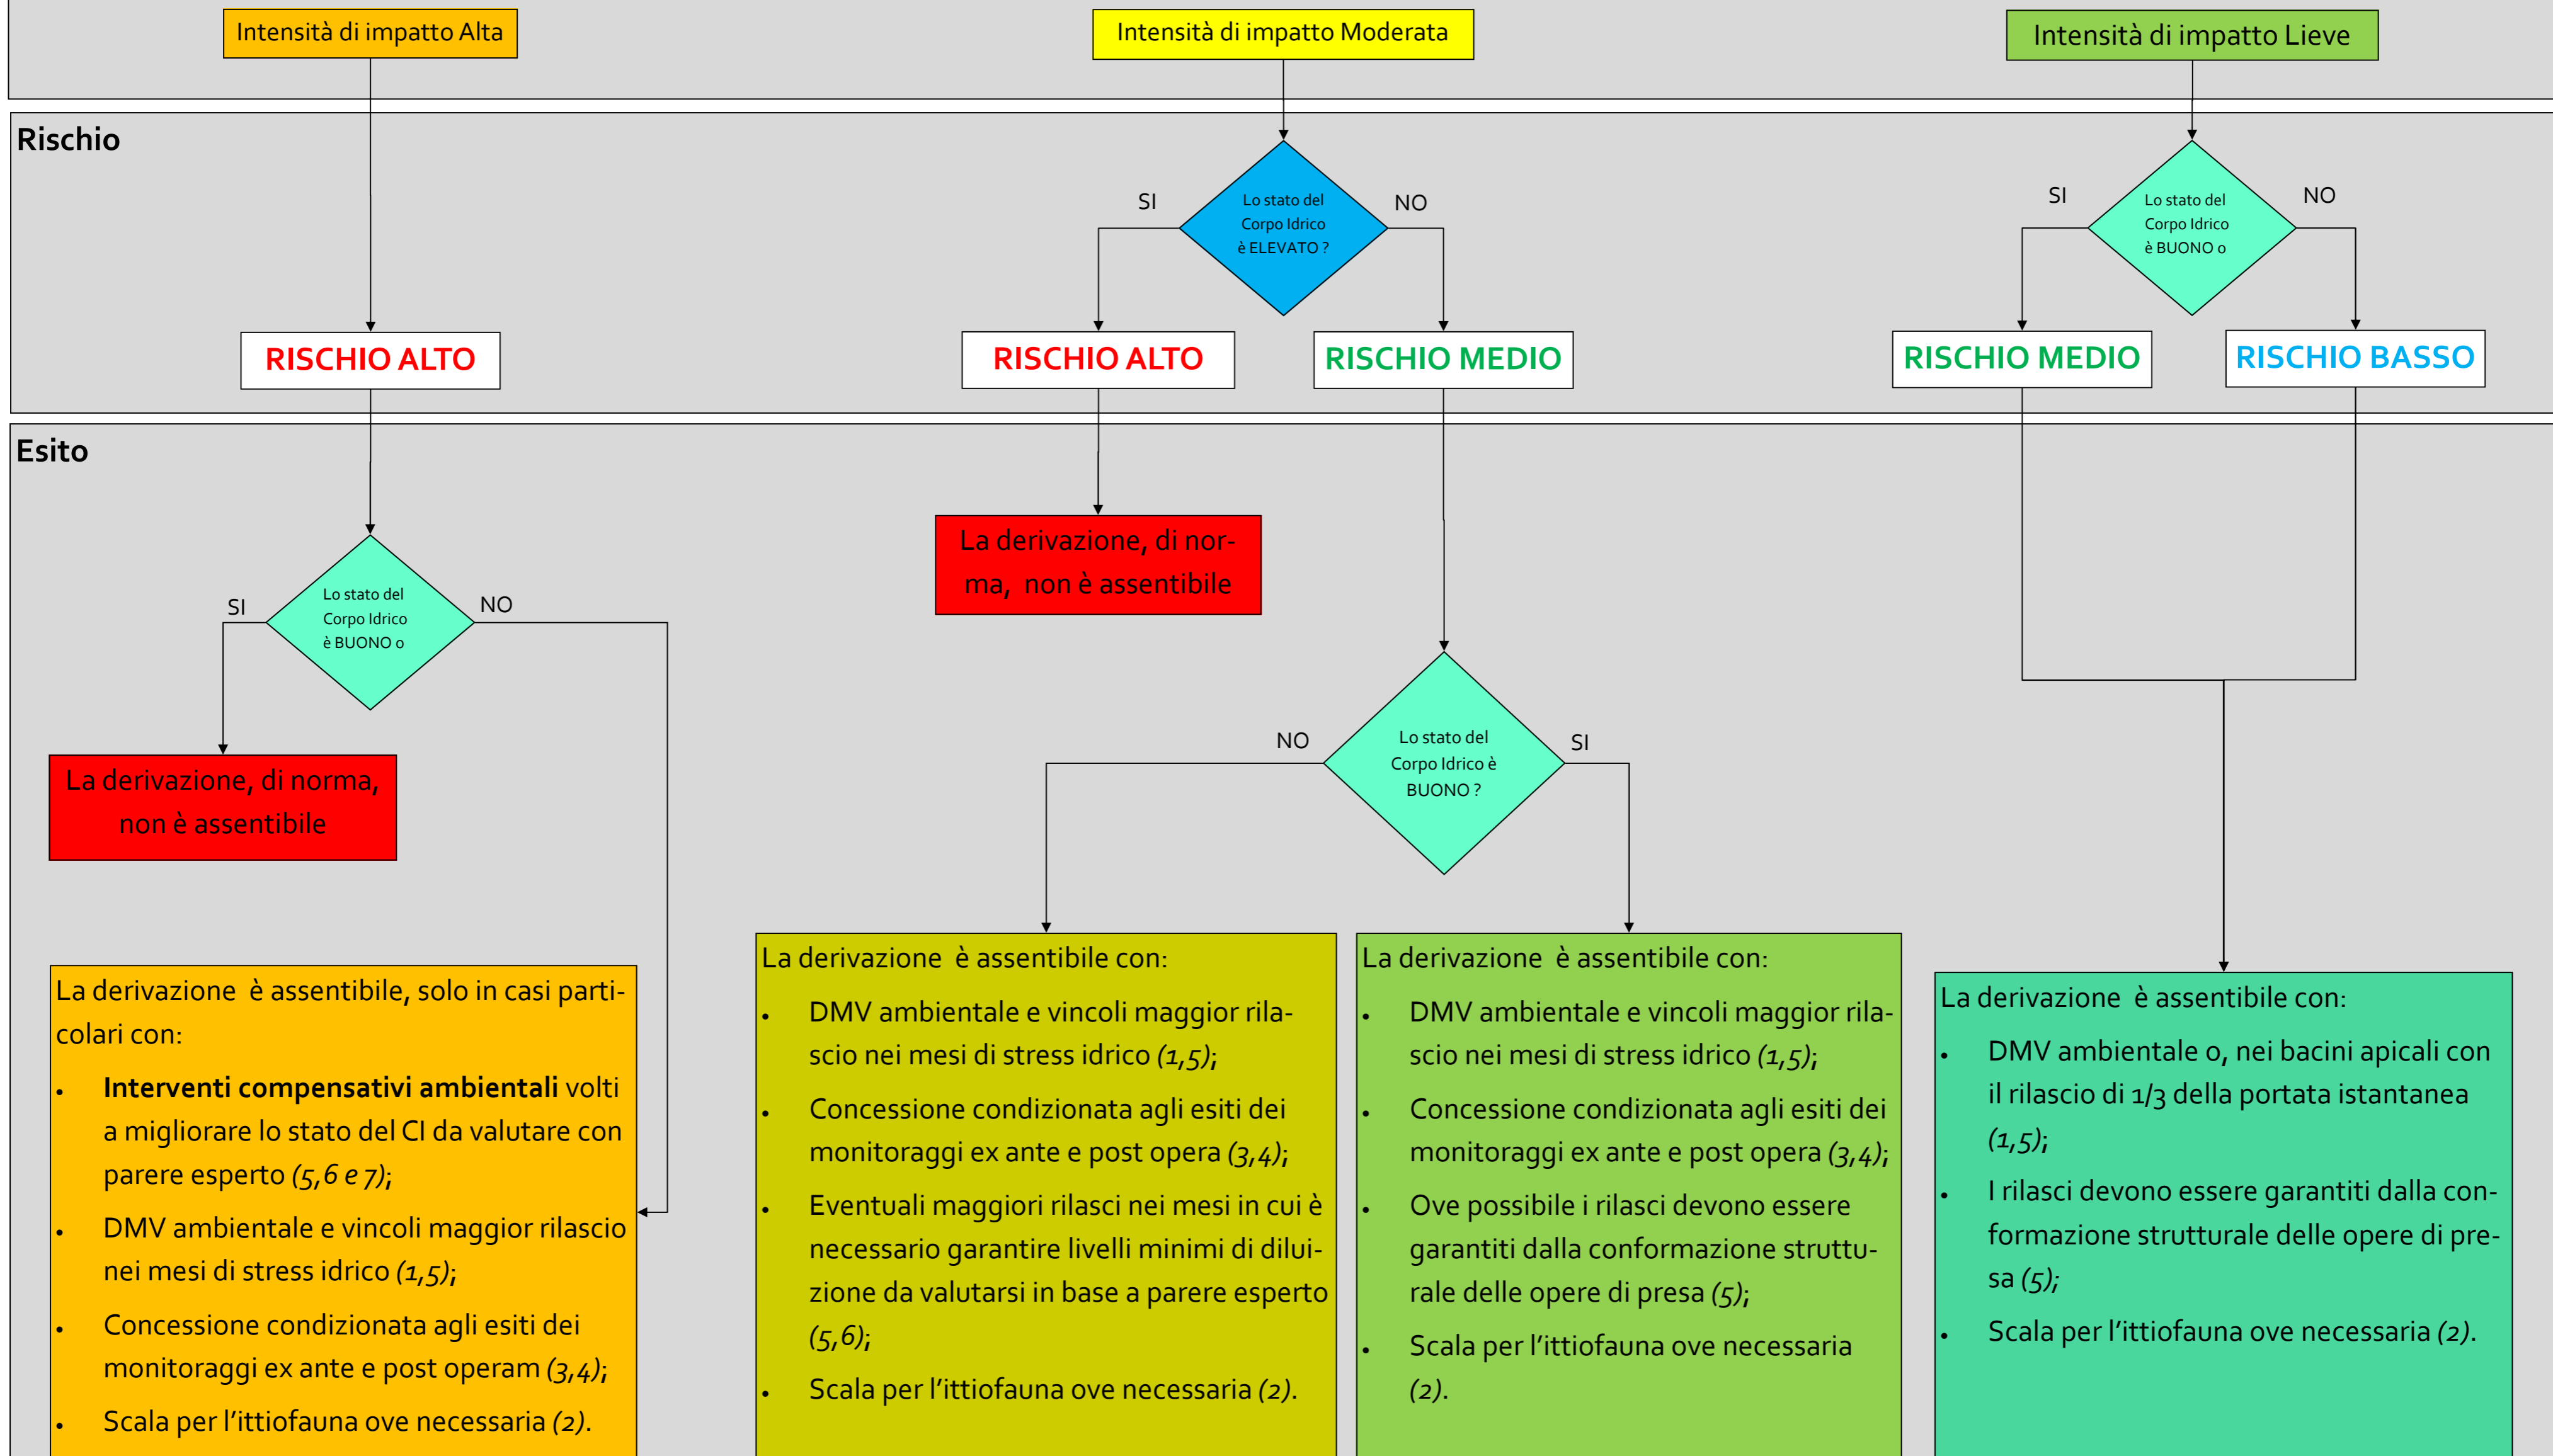 Intensità di impatto Alta
Intensità di impatto Moderata
Intensità di impatto Lieve
Rischio
SI
Lo stato del
Corpo Idrico
è ELEVATO ?
NO
SI
Lo stato del
Corpo Idrico
è BUONO o
NO
RISCHIO ALTO
RISCHIO ALTO
RISCHIO MEDIO
RISCHIO MEDIO
RISCHIO BASSO
Esito
SI
Lo stato del
Corpo Idrico
è BUONO o
NO
La derivazione, di nor-
ma, non è assentibile
La derivazione, di norma,
non è assentibile
NO
Lo stato del
Corpo Idrico è
BUONO ?
SI
La derivazione è assentibile, solo in casi parti-
colari con:
• Interventi compensativi ambientali volti
a migliorare lo stato del CI da valutare con
parere esperto (5,6 e 7);
• DMV ambientale e vincoli maggior rilascio
nei mesi di stress idrico (1,5);
• Concessione condizionata agli esiti dei
monitoraggi ex ante e post operam (3,4);
• Scala per l'ittiofauna ove necessaria (2).
La derivazione è assentibile con:
• DMV ambientale e vincoli maggior rila-
scio nei mesi di stress idrico (1,5);
• Concessione condizionata agli esiti dei
monitoraggi ex ante e post opera (3,4);
• Eventuali maggiori rilasci nei mesi in cui è
necessario garantire livelli minimi di dilui-
zione da valutarsi in base a parere esperto
(5,6);
• Scala per l'ittiofauna ove necessaria (2).
La derivazione è assentibile con:
• DMV ambientale e vincoli maggior rila-
scio nei mesi di stress idrico (1,5);
• Concessione condizionata agli esiti dei
monitoraggi ex ante e post opera (3,4);
• Ove possibile i rilasci devono essere
garantiti dalla conformazione struttu-
rale delle opere di presa (5);
• Scala per l'ittiofauna ove necessaria
(2).
La derivazione è assentibile con:
• DMV ambientale o, nei bacini apicali con
il rilascio di 1/3 della portata istantanea
(1,5);
• I rilasci devono essere garantiti dalla con-
formazione strutturale delle opere di pre-
sa (5);
• Scala per l'ittiofauna ove necessaria (2).